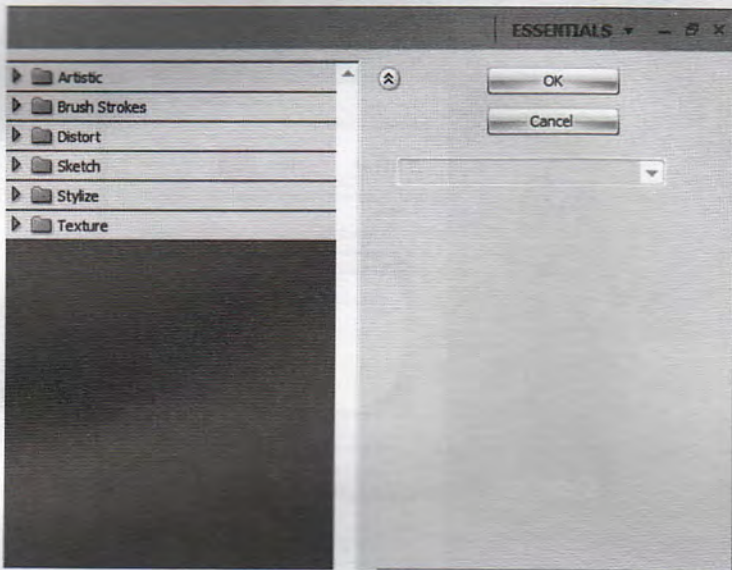 ESSENTIALS
Artistic
Brush Strokes
Distort
Sketch
Stylize
Texture
OK
Cancel